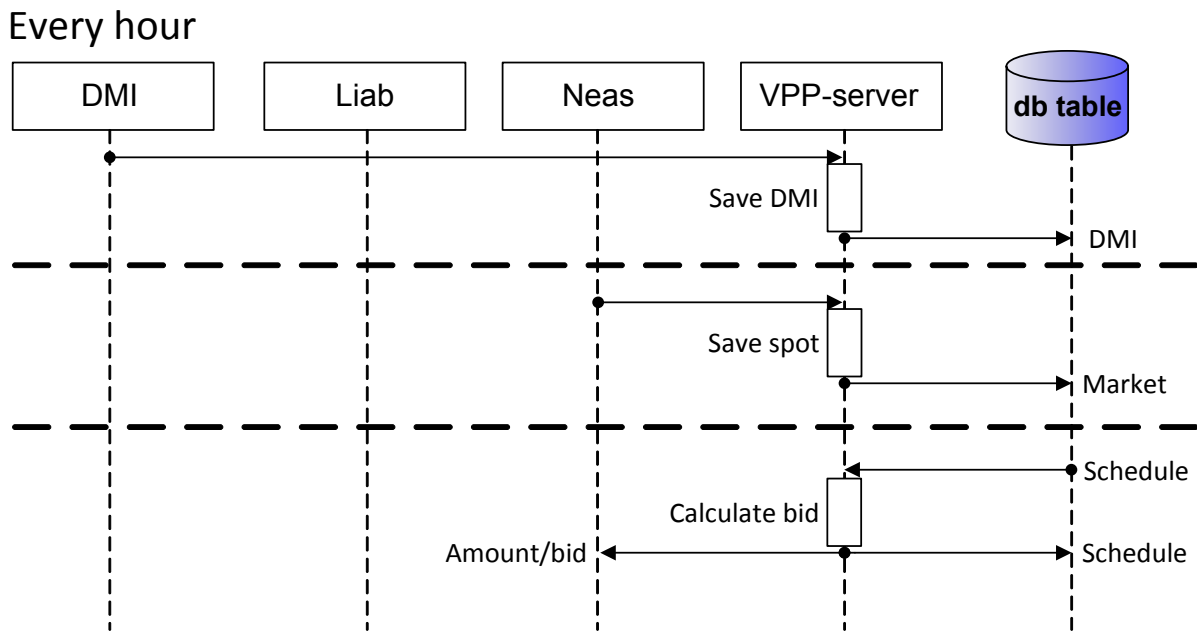 Every hour
DMI
Liab
Neas
VPP-server
db table
Save DMI
DMI
Save spot
Market
Schedule
Calculate bid
Amount/bid
Schedule